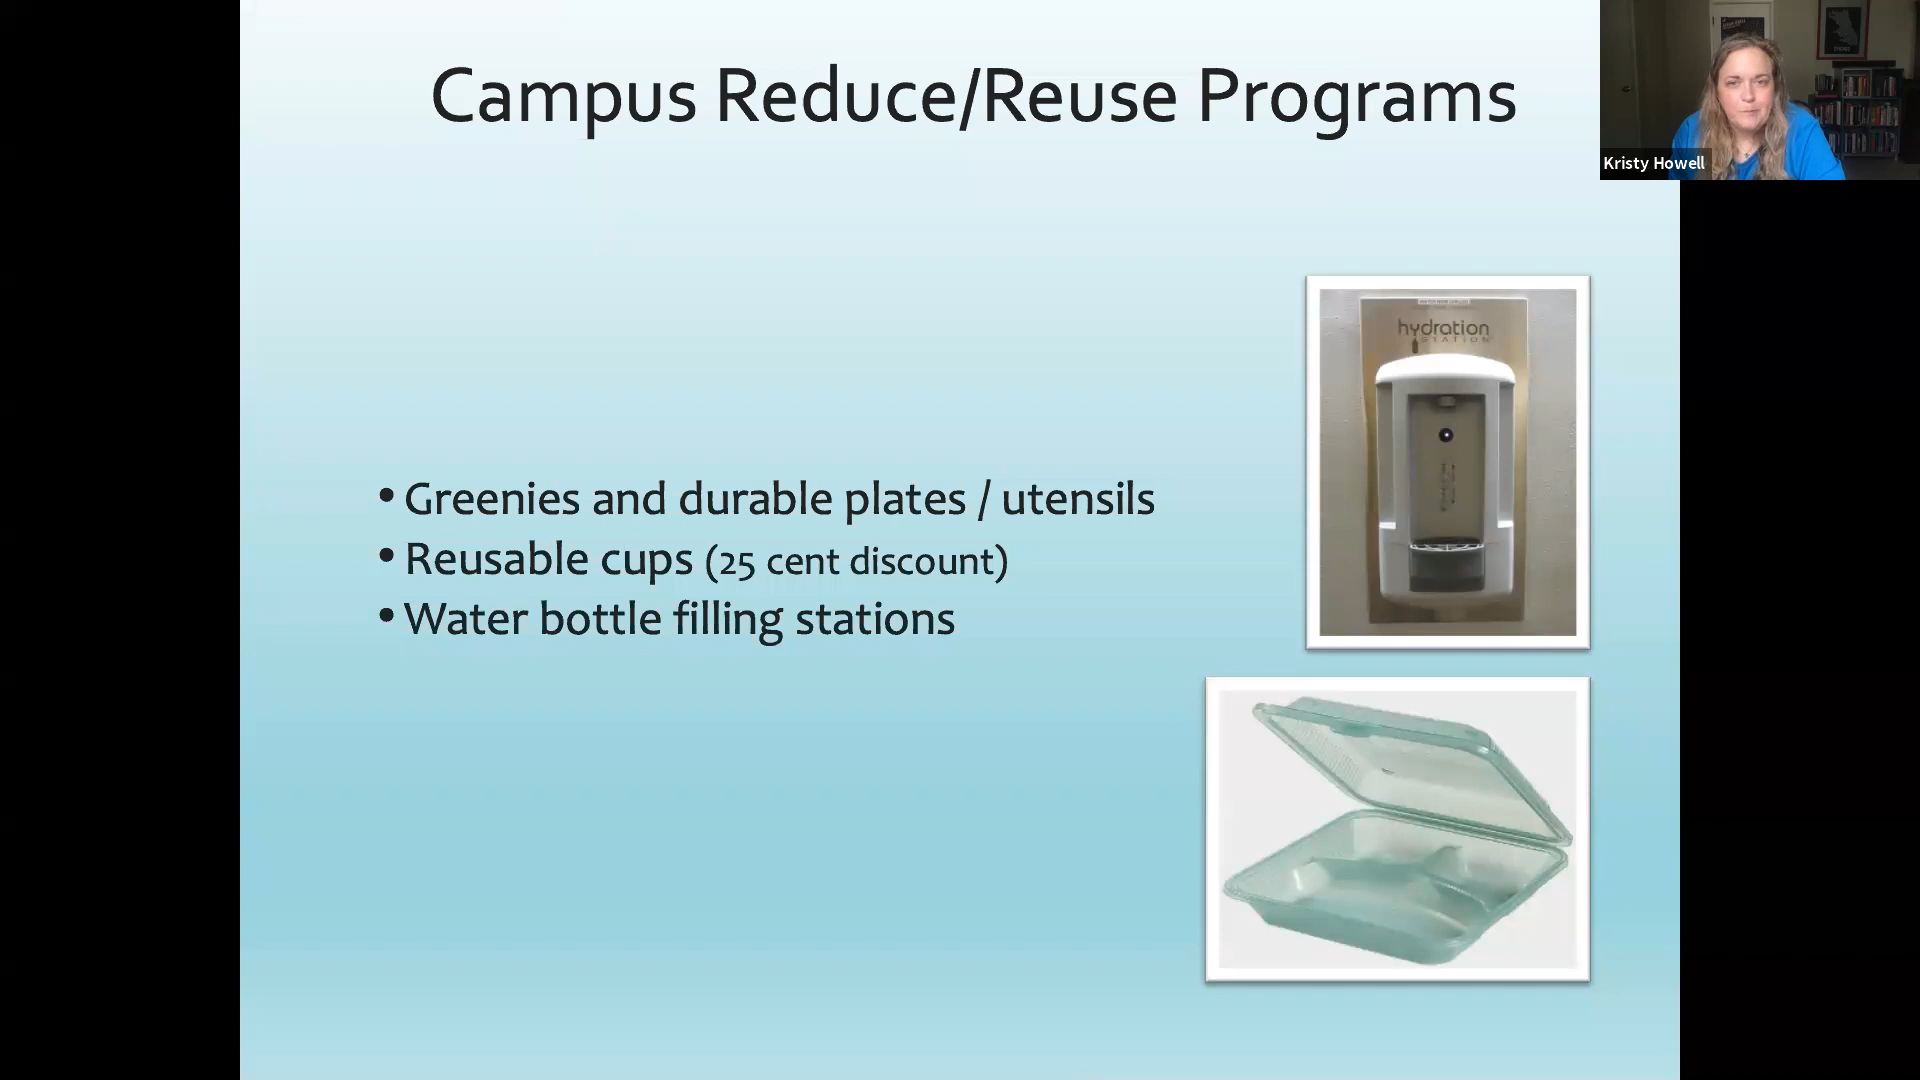 Campus Reduce/Reuse Programs
Kristy Howell
hydration
STATION
• Greenies and durable plates / utensils
• Reusable cups (25 cent discount)
• Water bottle filling stations